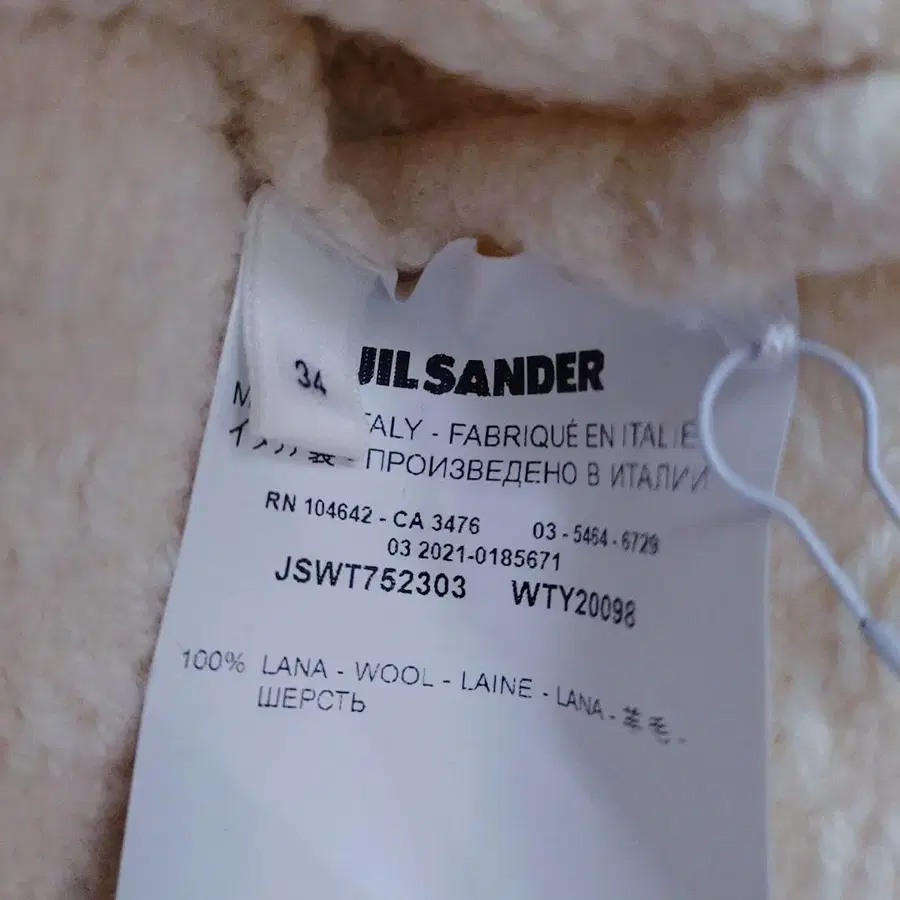 34
JIL SANDER
TALY - FABRIQUÉ EN ITALIE
ПРОИЗВЕДЕНО В ИТАЛИИ
RN 104642 - CA 3476 03 - 5464 - 6729
03 2021-0185671
JSWT752303 WTY20098
100% LANA - WOOL - LAINE - LANA - 羊毛 -
ШЕРСТЬ